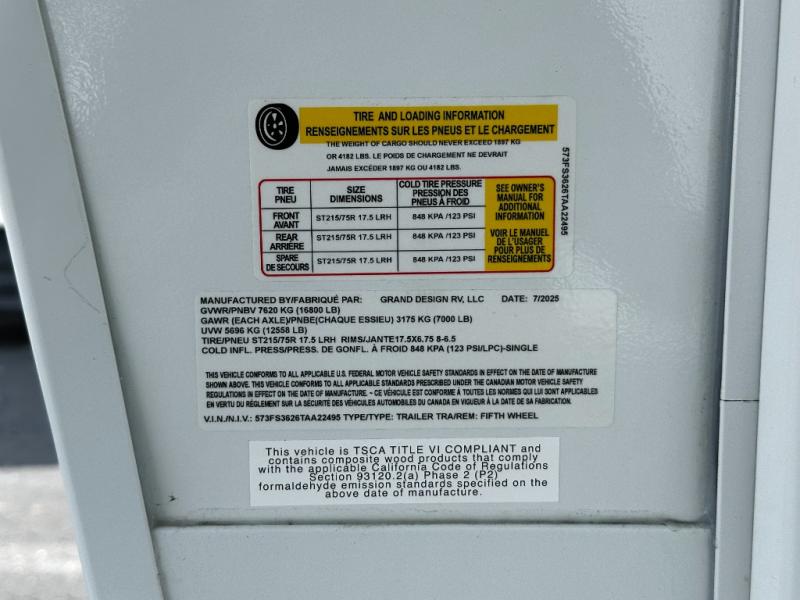 TIRE AND LOADING INFORMATION
RENSEIGNEMENTS SUR LES PNEUS ET LE CHARGEMENT
THE WEIGHT OF CARGO SHOULD NEVER EXCEED 1897 KG
OR 4182 LBS. LE POIDS DE CHARGEMENT NE DEVRAIT
JAMAIS EXCÉDER 1897 KG OU 4182 LBS.
TIRE PNEU SIZE DIMENSIONS COLD TIRE PRESSURE PRESSION DES PNEUS À FROID
FRONT AVANT ST215/75R 17.5 LRH 848 KPA /123 PSI
REAR ARRIÈRE ST215/75R 17.5 LRH 848 KPA /123 PSI
SPARE DE SECOURS ST215/75R 17.5 LRH 848 KPA /123 PSI
SEE OWNER'S
MANUAL FOR
ADDITIONAL
INFORMATION
VOIR LE MANUEL
DE L'USAGER
POUR PLUS DE
RENSEIGNEMENTS
573FS3626TAA22495
MANUFACTURED BY/FABRIQUÉ PAR: GRAND DESIGN RV, LLC DATE: 7/2025
GVWR/PNBV 7620 KG (16800 LB)
GAWR (EACH AXLE)/PNBE(CHAQUE ESSIEU) 3175 KG (7000 LB)
UVW 5696 KG (12558 LB)
TIRE/PNEU ST215/75R 17.5 LRH RIMS/JANTE17.5X6.75 8-6.5
COLD INFL. PRESS/PRESS. DE GONFL. À FROID 848 KPA (123 PSI/LPC)-SINGLE
THIS VEHICLE CONFORMS TO ALL APPLICABLE U.S. FEDERAL MOTOR VEHICLE SAFETY STANDARDS IN EFFECT ON THE DATE OF MANUFACTURE
SHOWN ABOVE. THIS VEHICLE CONFORMS TO ALL APPLICABLE STANDARDS PRESCRIBED UNDER THE CANADIAN MOTOR VEHICLE SAFETY
REGULATIONS IN EFFECT ON THE DATE OF MANUFACTURE. ~ CE VÉHICULE EST CONFORME À TOUTES LES NORMES QUI LUI SONT APPLICABLES
EN VERTU DU RÈGLEMENT SUR LA SÉCURITÉ DES VÉHICULES AUTOMOBILES DU CANADA EN VIGUEUR À LA DATE DE SA FABRICATION.
V.I.N./N.I.V.: 573FS3626TAA22495 TYPE/TYPE: TRAILER TRA/REM: FIFTH WHEEL
This vehicle is TSCA TITLE VI COMPLIANT and
contains composite wood products that comply
with the applicable California Code of Regulations
Section 93120.2(a) Phase 2 (P2)
formaldehyde emission standards specified on the
above date of manufacture.